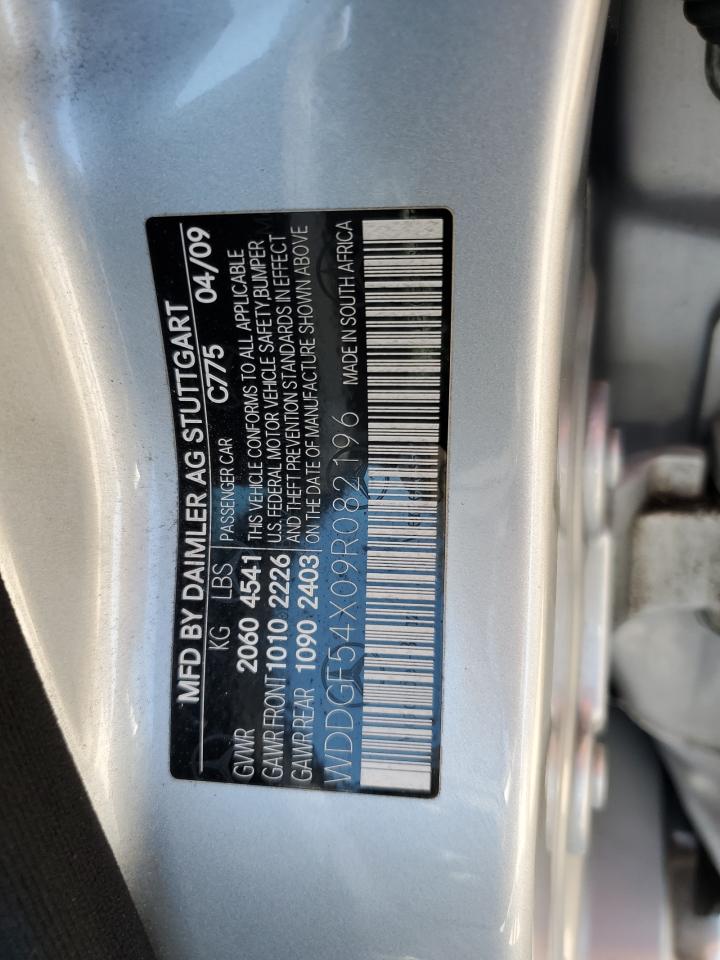 MFD BY DAIMLER AG STUTTGART
KG LBS PASSENGER CAR C775 04/09
GVWR 2060 4541 THIS VEHICLE CONFORMS TO ALL APPLICABLE
GAWR FRONT 1010 2226 U.S. FEDERAL MOTOR VEHICLE SAFETY,BUMPER
GAWR REAR 1090 2403 AND THEFT PREVENTION STANDARDS IN EFFECT
ON THE DATE OF MANUFACTURE SHOWN ABOVE
WDDGF54X09R082196 MADE IN SOUTH AFRICA